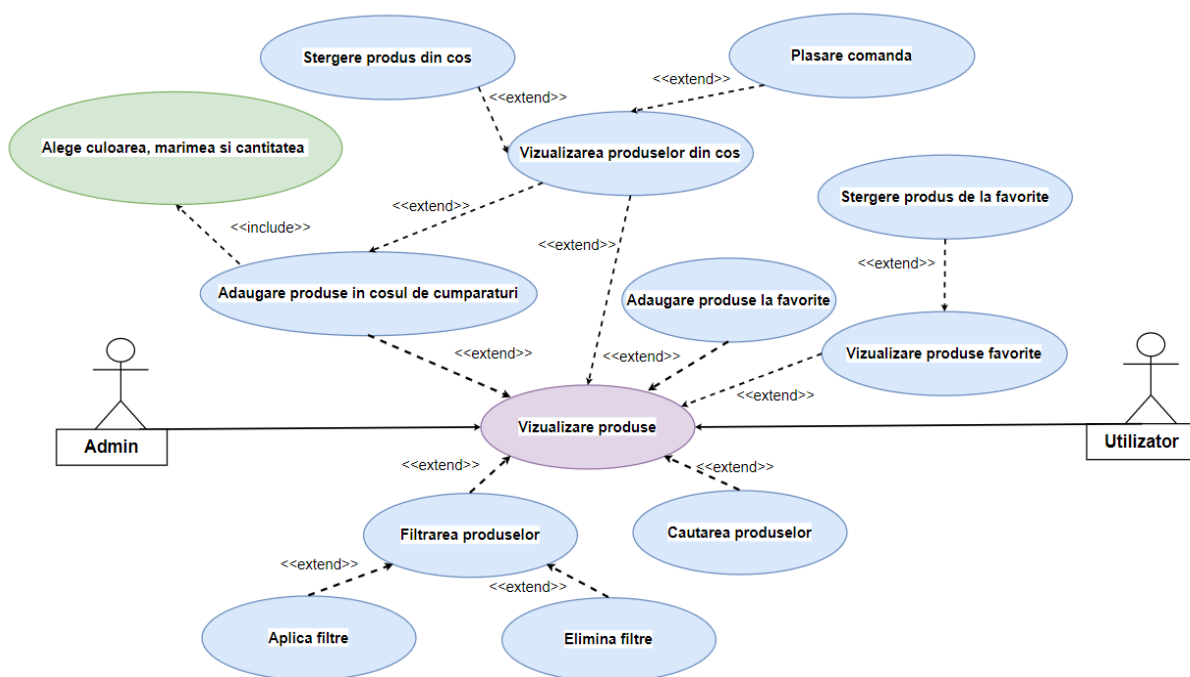 Stergere produs din cos
Plasare comanda
<<extend>>
<<extend>>
Alege culoarea, marimea si cantitatea
Vizualizarea produselor din cos
<<extend>>
Stergere produs de la favorite
<<include>>
<<extend>>
<<extend>>
Adaugare produse in cosul de cumparaturi
Adaugare produse la favorite
<<extend>>
<<extend>>
Vizualizare produse favorite
<<extend>>
Vizualizare produse
Admin
Utilizator
<<extend>>
<<extend>>
Filtrarea produselor
Cautarea produselor
<<extend>>
<<extend>>
Aplica filtre
Elimina filtre